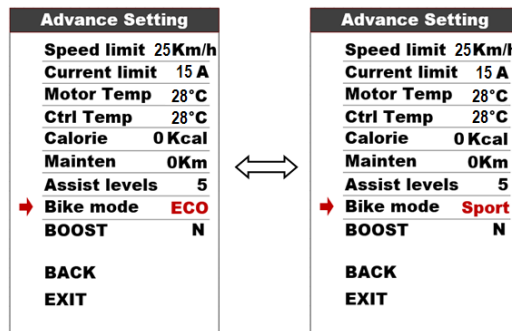 Advance Setting
Speed limit 25Km/h
Current limit 15 A
Motor Temp 28°C
Ctrl Temp 28°C
Calorie 0 Kcal
Mainten 0Km
Assist levels 5
Bike mode ECO
BOOST N
BACK
EXIT
Advance Setting
Speed limit 25Km/h
Current limit 15 A
Motor Temp 28°C
Ctrl Temp 28°C
Calorie 0 Kcal
Mainten 0Km
Assist levels 5
Bike mode Sport
BOOST N
BACK
EXIT